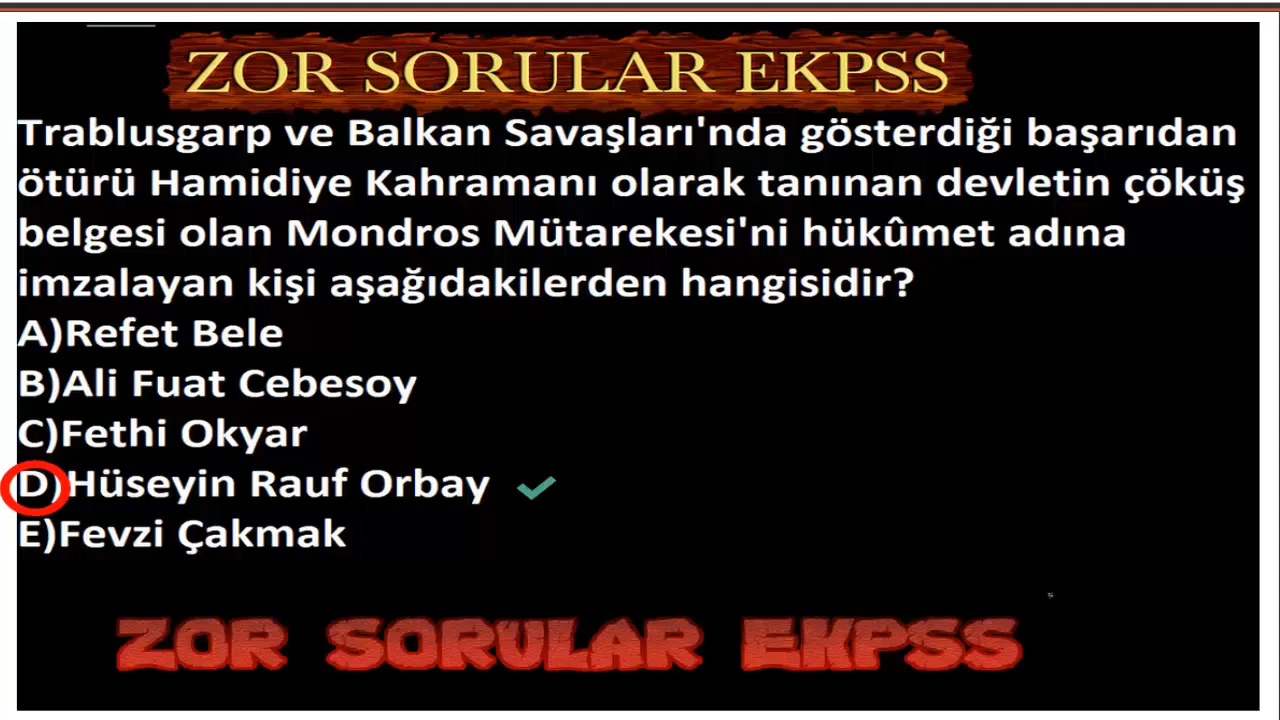 ZOR SORULAR EKPSS
Trablusgarp ve Balkan Savaşları'nda gösterdiği başarıdan
ötürü Hamidiye Kahramanı olarak tanınan devletin çöküş
belgesi olan Mondros Mütarekesi'ni hükûmet adına
imzalayan kişi aşağıdakilerden hangisidir?
A)Refet Bele
B)Ali Fuat Cebesoy
C)Fethi Okyar
D)Hüseyin Rauf Orbay
E)Fevzi Çakmak
ZOR SORULAR EKPSS